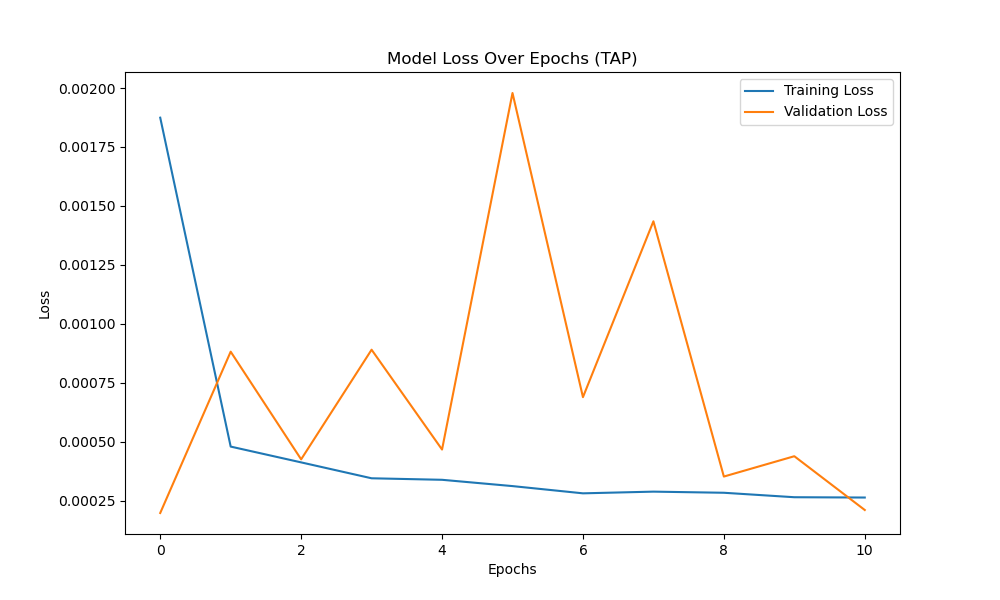 Model Loss Over Epochs (TAP)
Training Loss
Validation Loss
0.00200
0.00175
0.00150
0.00125
0.00100
0.00075
0.00050
0.00025
Loss
0 2 4 6 8 10
Epochs